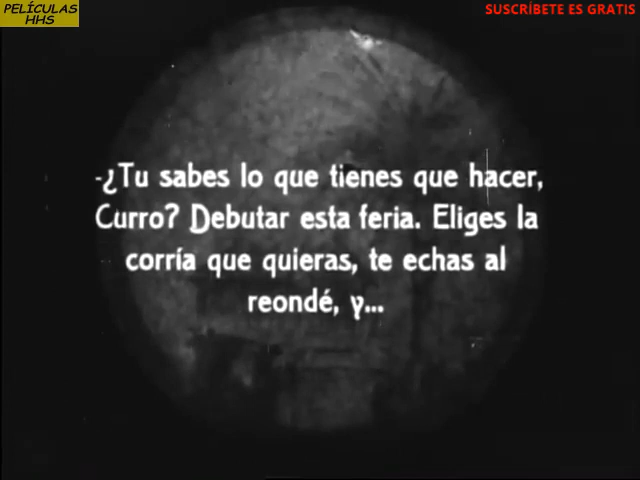 PELÍCULAS
HHS
SUSCRÍBETE ES GRATIS
-¿Tu sabes lo que tienes que hacer,
Curro? Debutar esta feria. Eliges la
corría que quieras, te echas al
reondé, y...